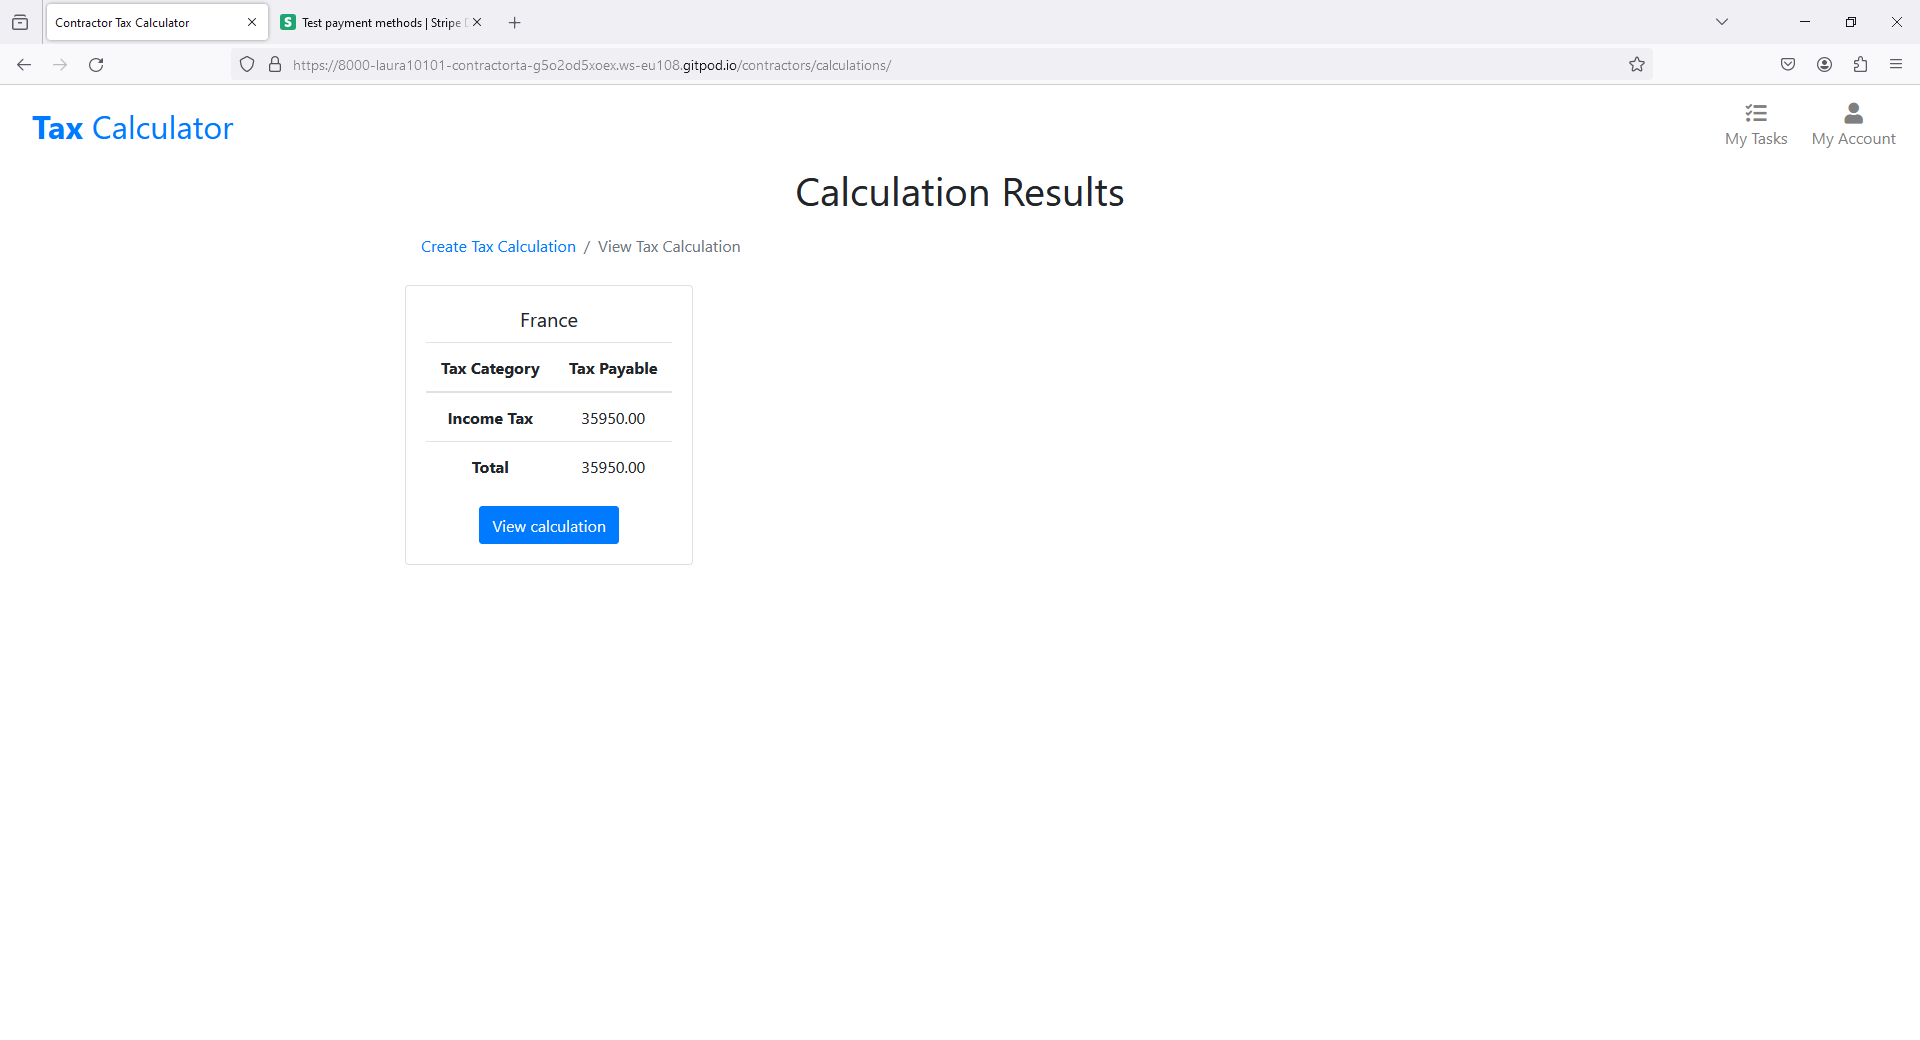 Contractor Tax Calculator
Test payment methods | Stripe
https://8000-laura10101-contractorta-g5o2od5xoex.ws-eu108.gitpod.io/contractors/calculations/
Tax Calculator
My Tasks
My Account
Calculation Results
Create Tax Calculation / View Tax Calculation
France
Tax Category Tax Payable
Income Tax 35950.00
Total 35950.00
View calculation